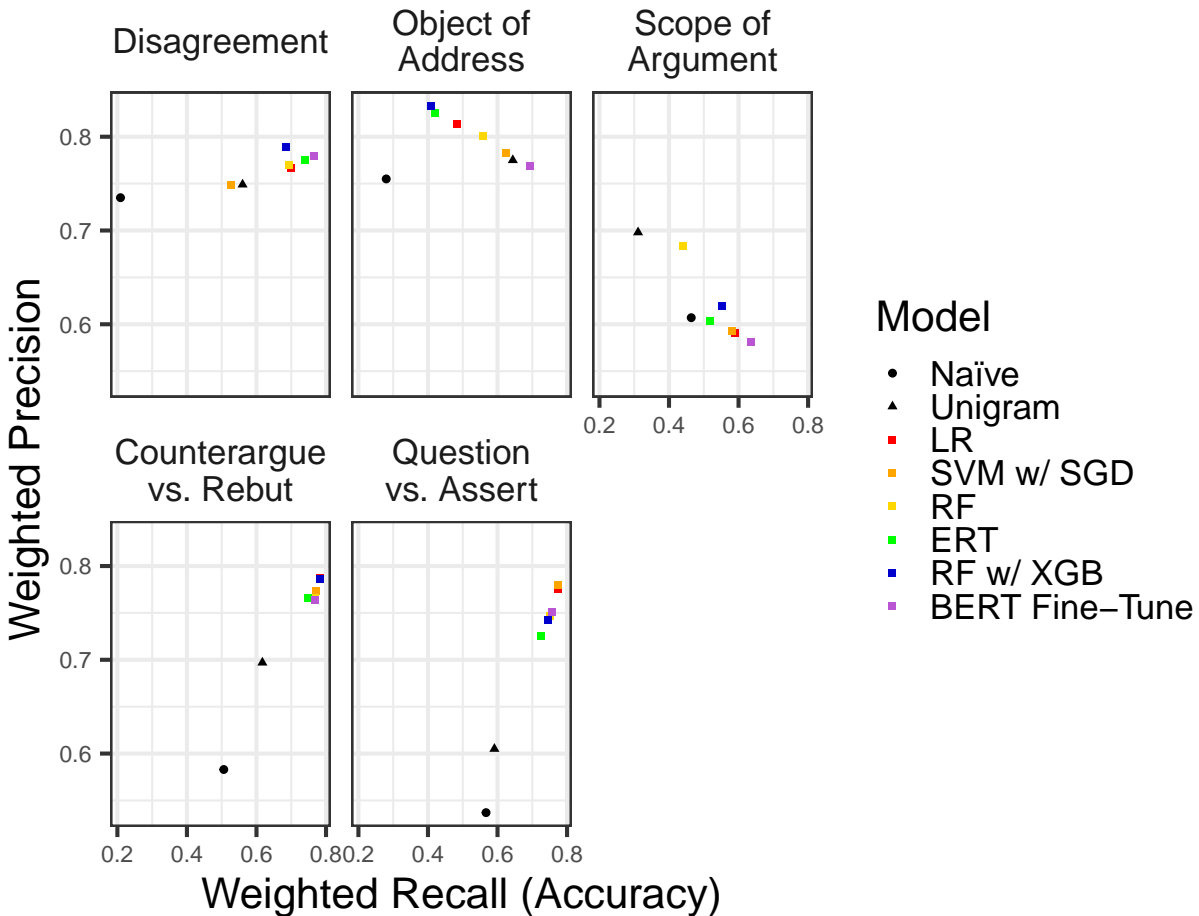 Disagreement
Object of
Address
Scope of
Argument
0.8
0.7
0.6
0.2 0.4 0.6 0.8
Counterargue
vs. Rebut
Question
vs. Assert
0.8
0.7
0.6
0.2 0.4 0.6 0.8
0.2 0.4 0.6 0.8
Weighted Recall (Accuracy)
Weighted Precision
Model
Naïve
Unigram
LR
SVM w/ SGD
RF
ERT
RF w/ XGB
BERT Fine−Tune